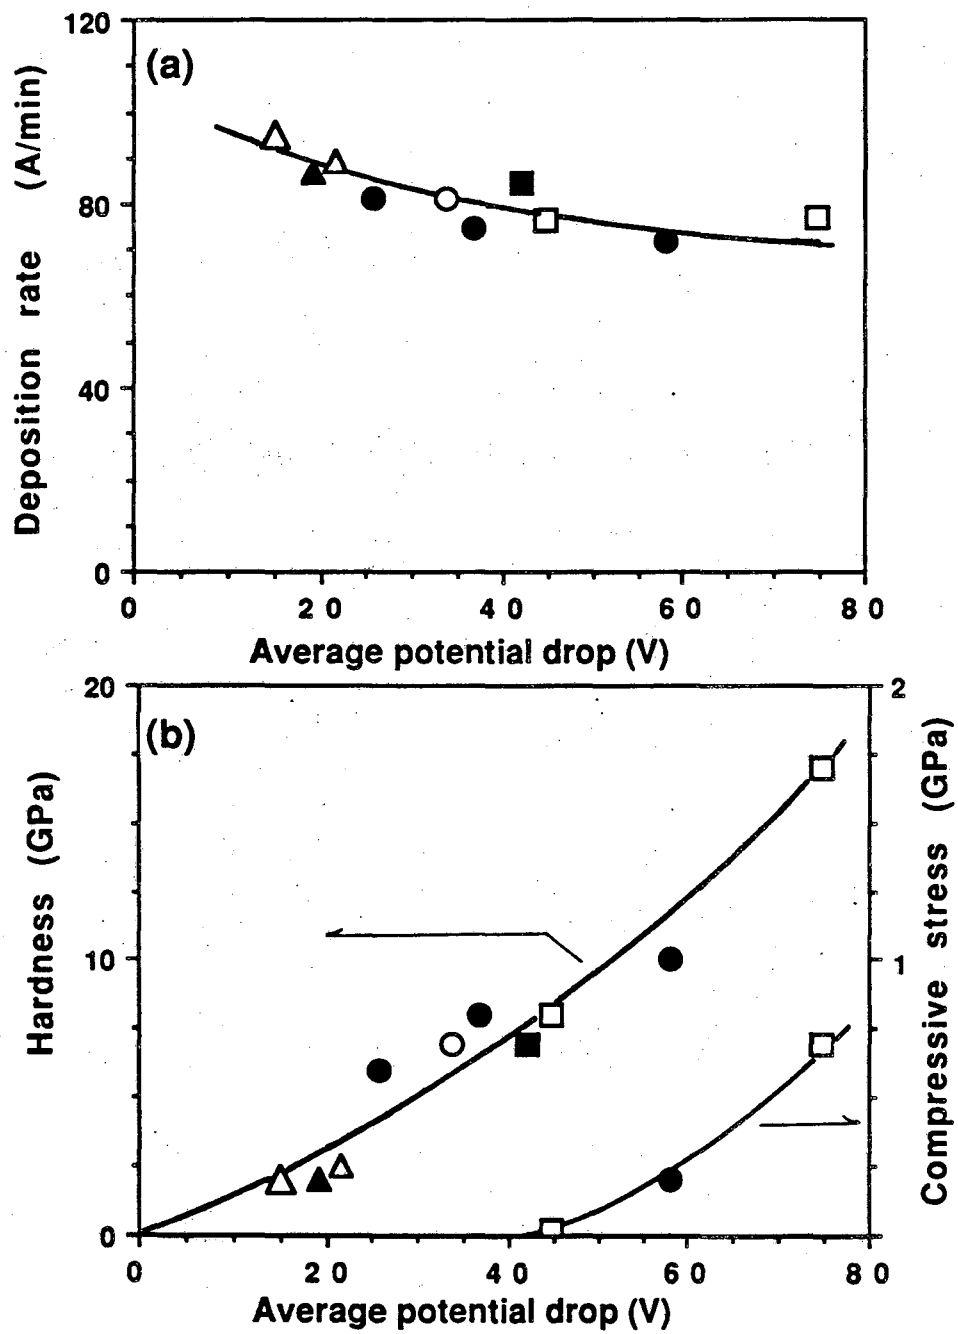 120
(a)
80
40
0
Deposition rate (A/min)
0 20 40 60 80
Average potential drop (V)
20
(b)
10
0
Hardness (GPa)
2
1
0
Compressive stress (GPa)
0 20 40 60 80
Average potential drop (V)